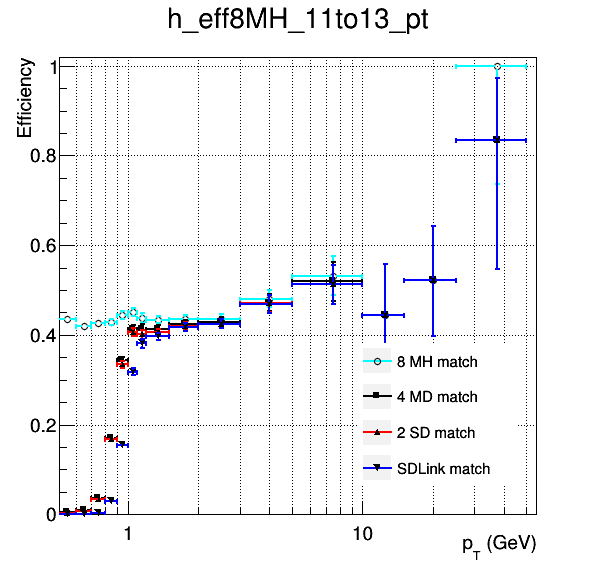 h_eff8MH_11to13_pt
Efficiency
1
0.8
0.6
0.4
0.2
0
8 MH match
4 MD match
2 SD match
SDLink match
1
10
pT (GeV)